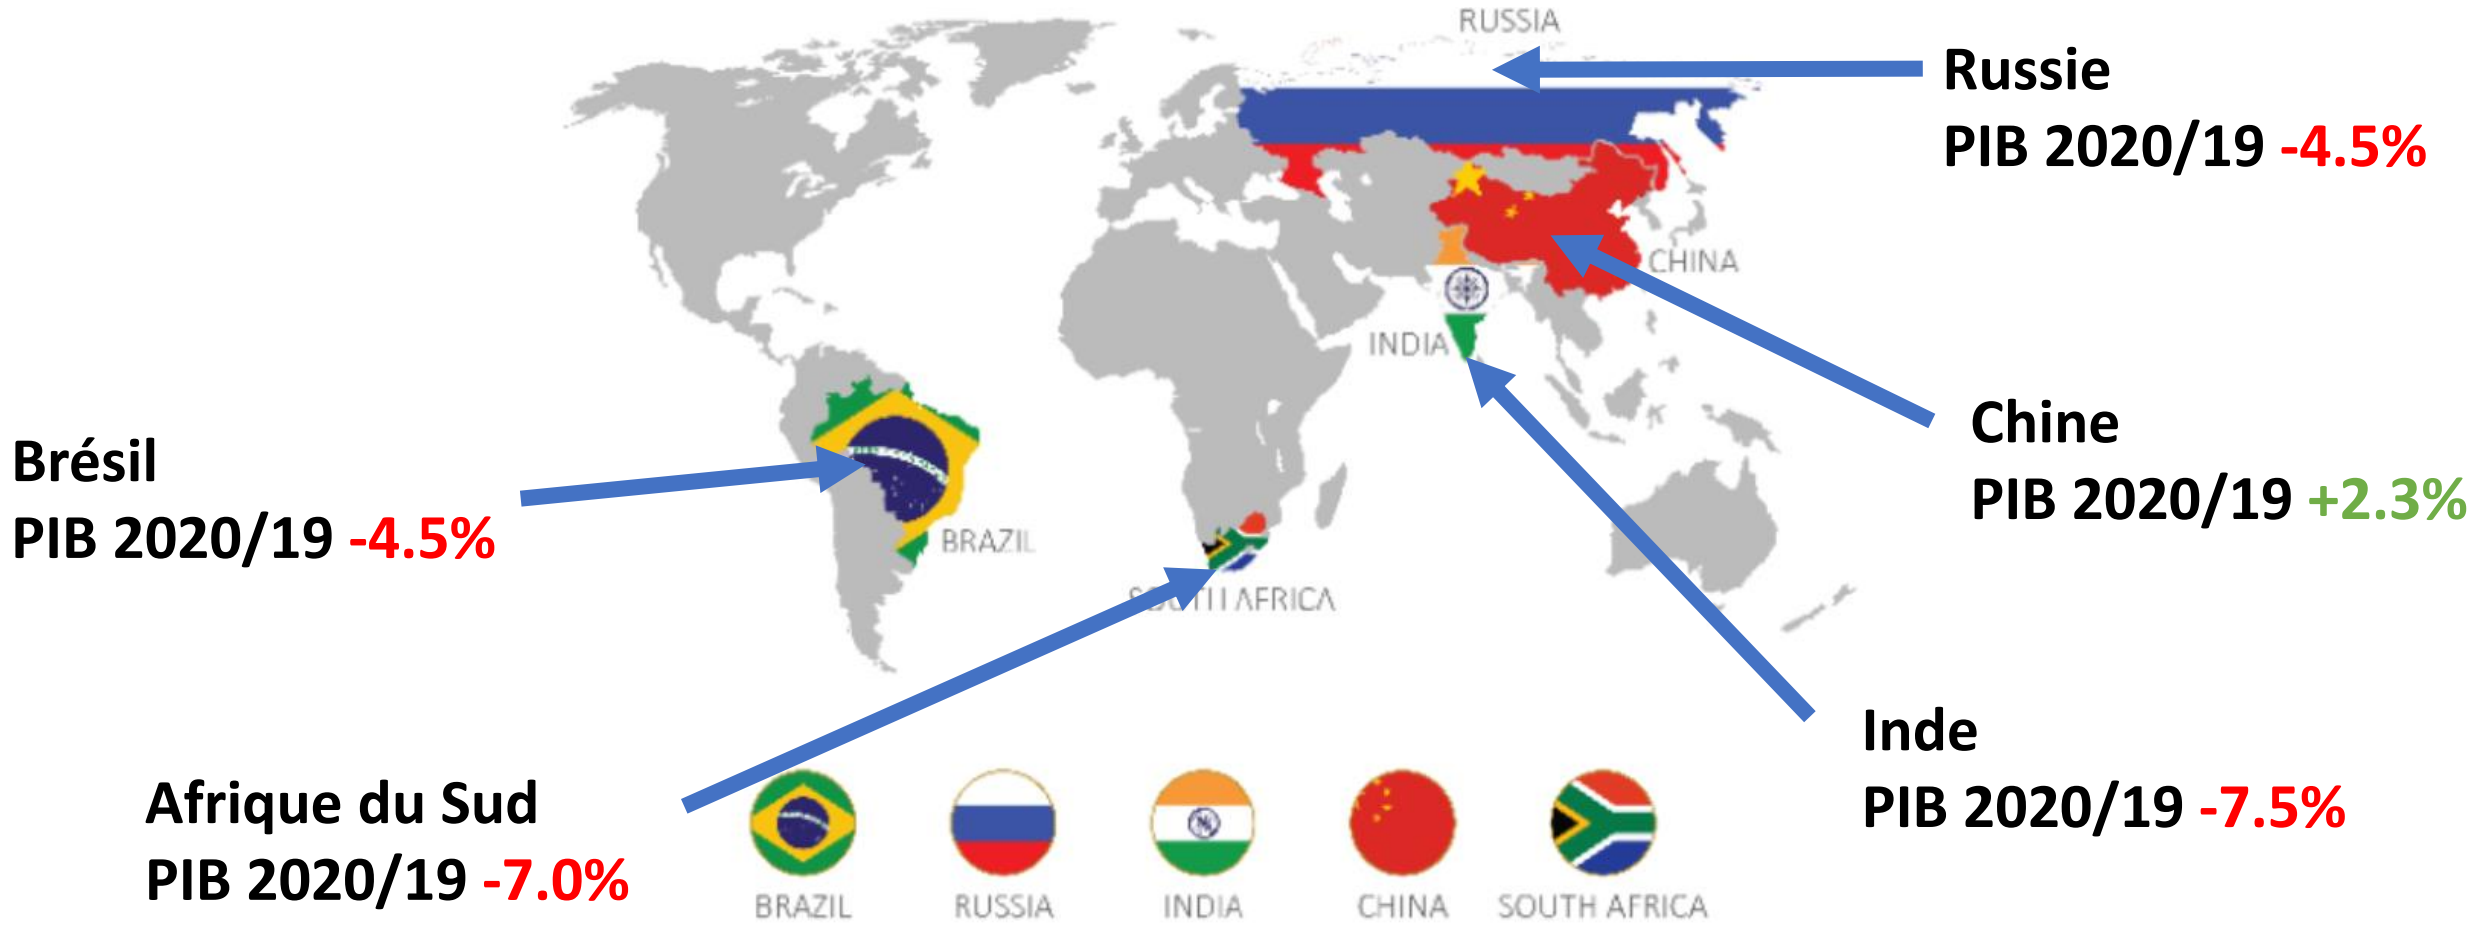 RUSSIA
Russie
PIB 2020/19 -4.5%
CHINA
INDIA
Chine
PIB 2020/19 +2.3%
Brésil
PIB 2020/19 -4.5%
BRAZIL
SOUTH AFRICA
Inde
PIB 2020/19 -7.5%
Afrique du Sud
PIB 2020/19 -7.0%
BRAZIL
RUSSIA
INDIA
CHINA
SOUTH AFRICA